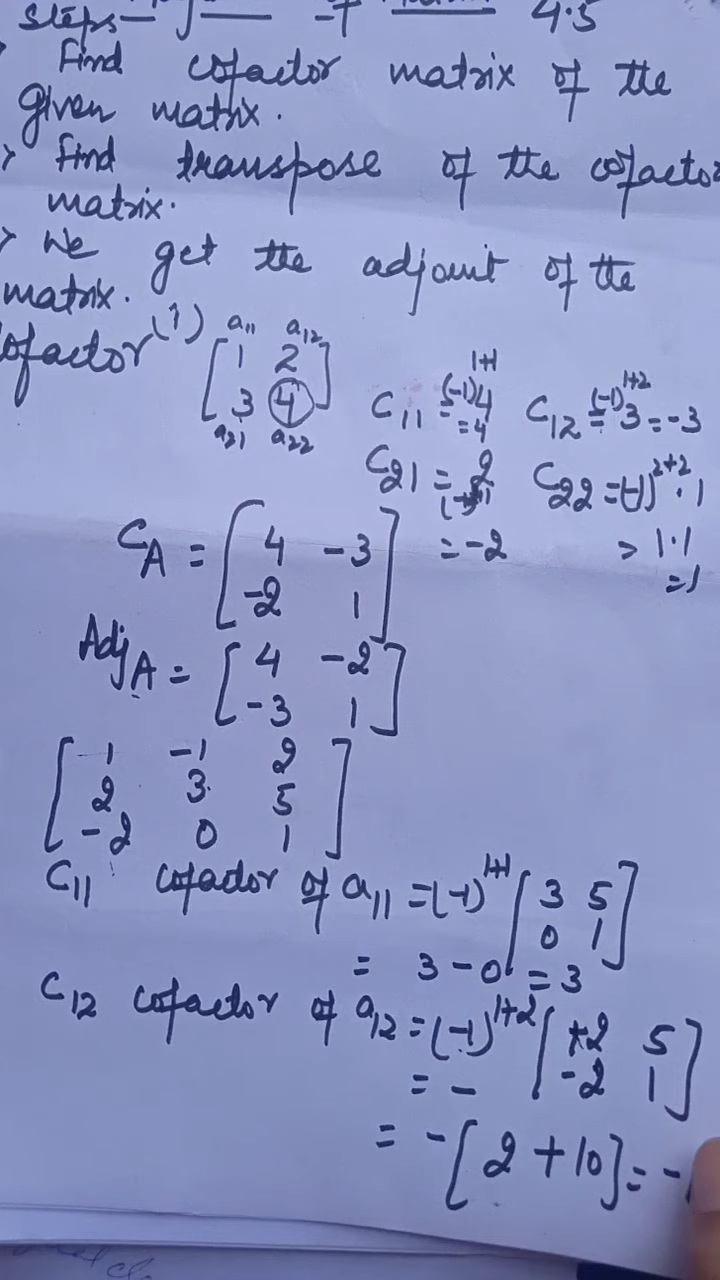 Steps- 4.5
Find cofactor matrix of the
given matrix.
> Find transpose of the cofactor
matrix.
> We get the adjouit of the
matrix.
cofactor (1) a11 a12
[1 2
3 4]
a21 a22
C11 = (-1)^1+1 4 = 4
C12 = (-1)^1+2 3 = -3
C21 = 2
= -2
C22 = (-1)^2+2 . 1
> 1.1
= 1
CA = [4 -3
-2 1]
AdjA = [4 -2
-3 1]
[1 -1 2
2 3 5
-2 0 1]
C11 cofactor of a11 = (-1)^1+1 [3 5
0 1]
= 3 - 0 = 3
C12 cofactor of a12 = (-1)^1+2 [+2 5
-2 1]
= -
= - [2 + 10] = -